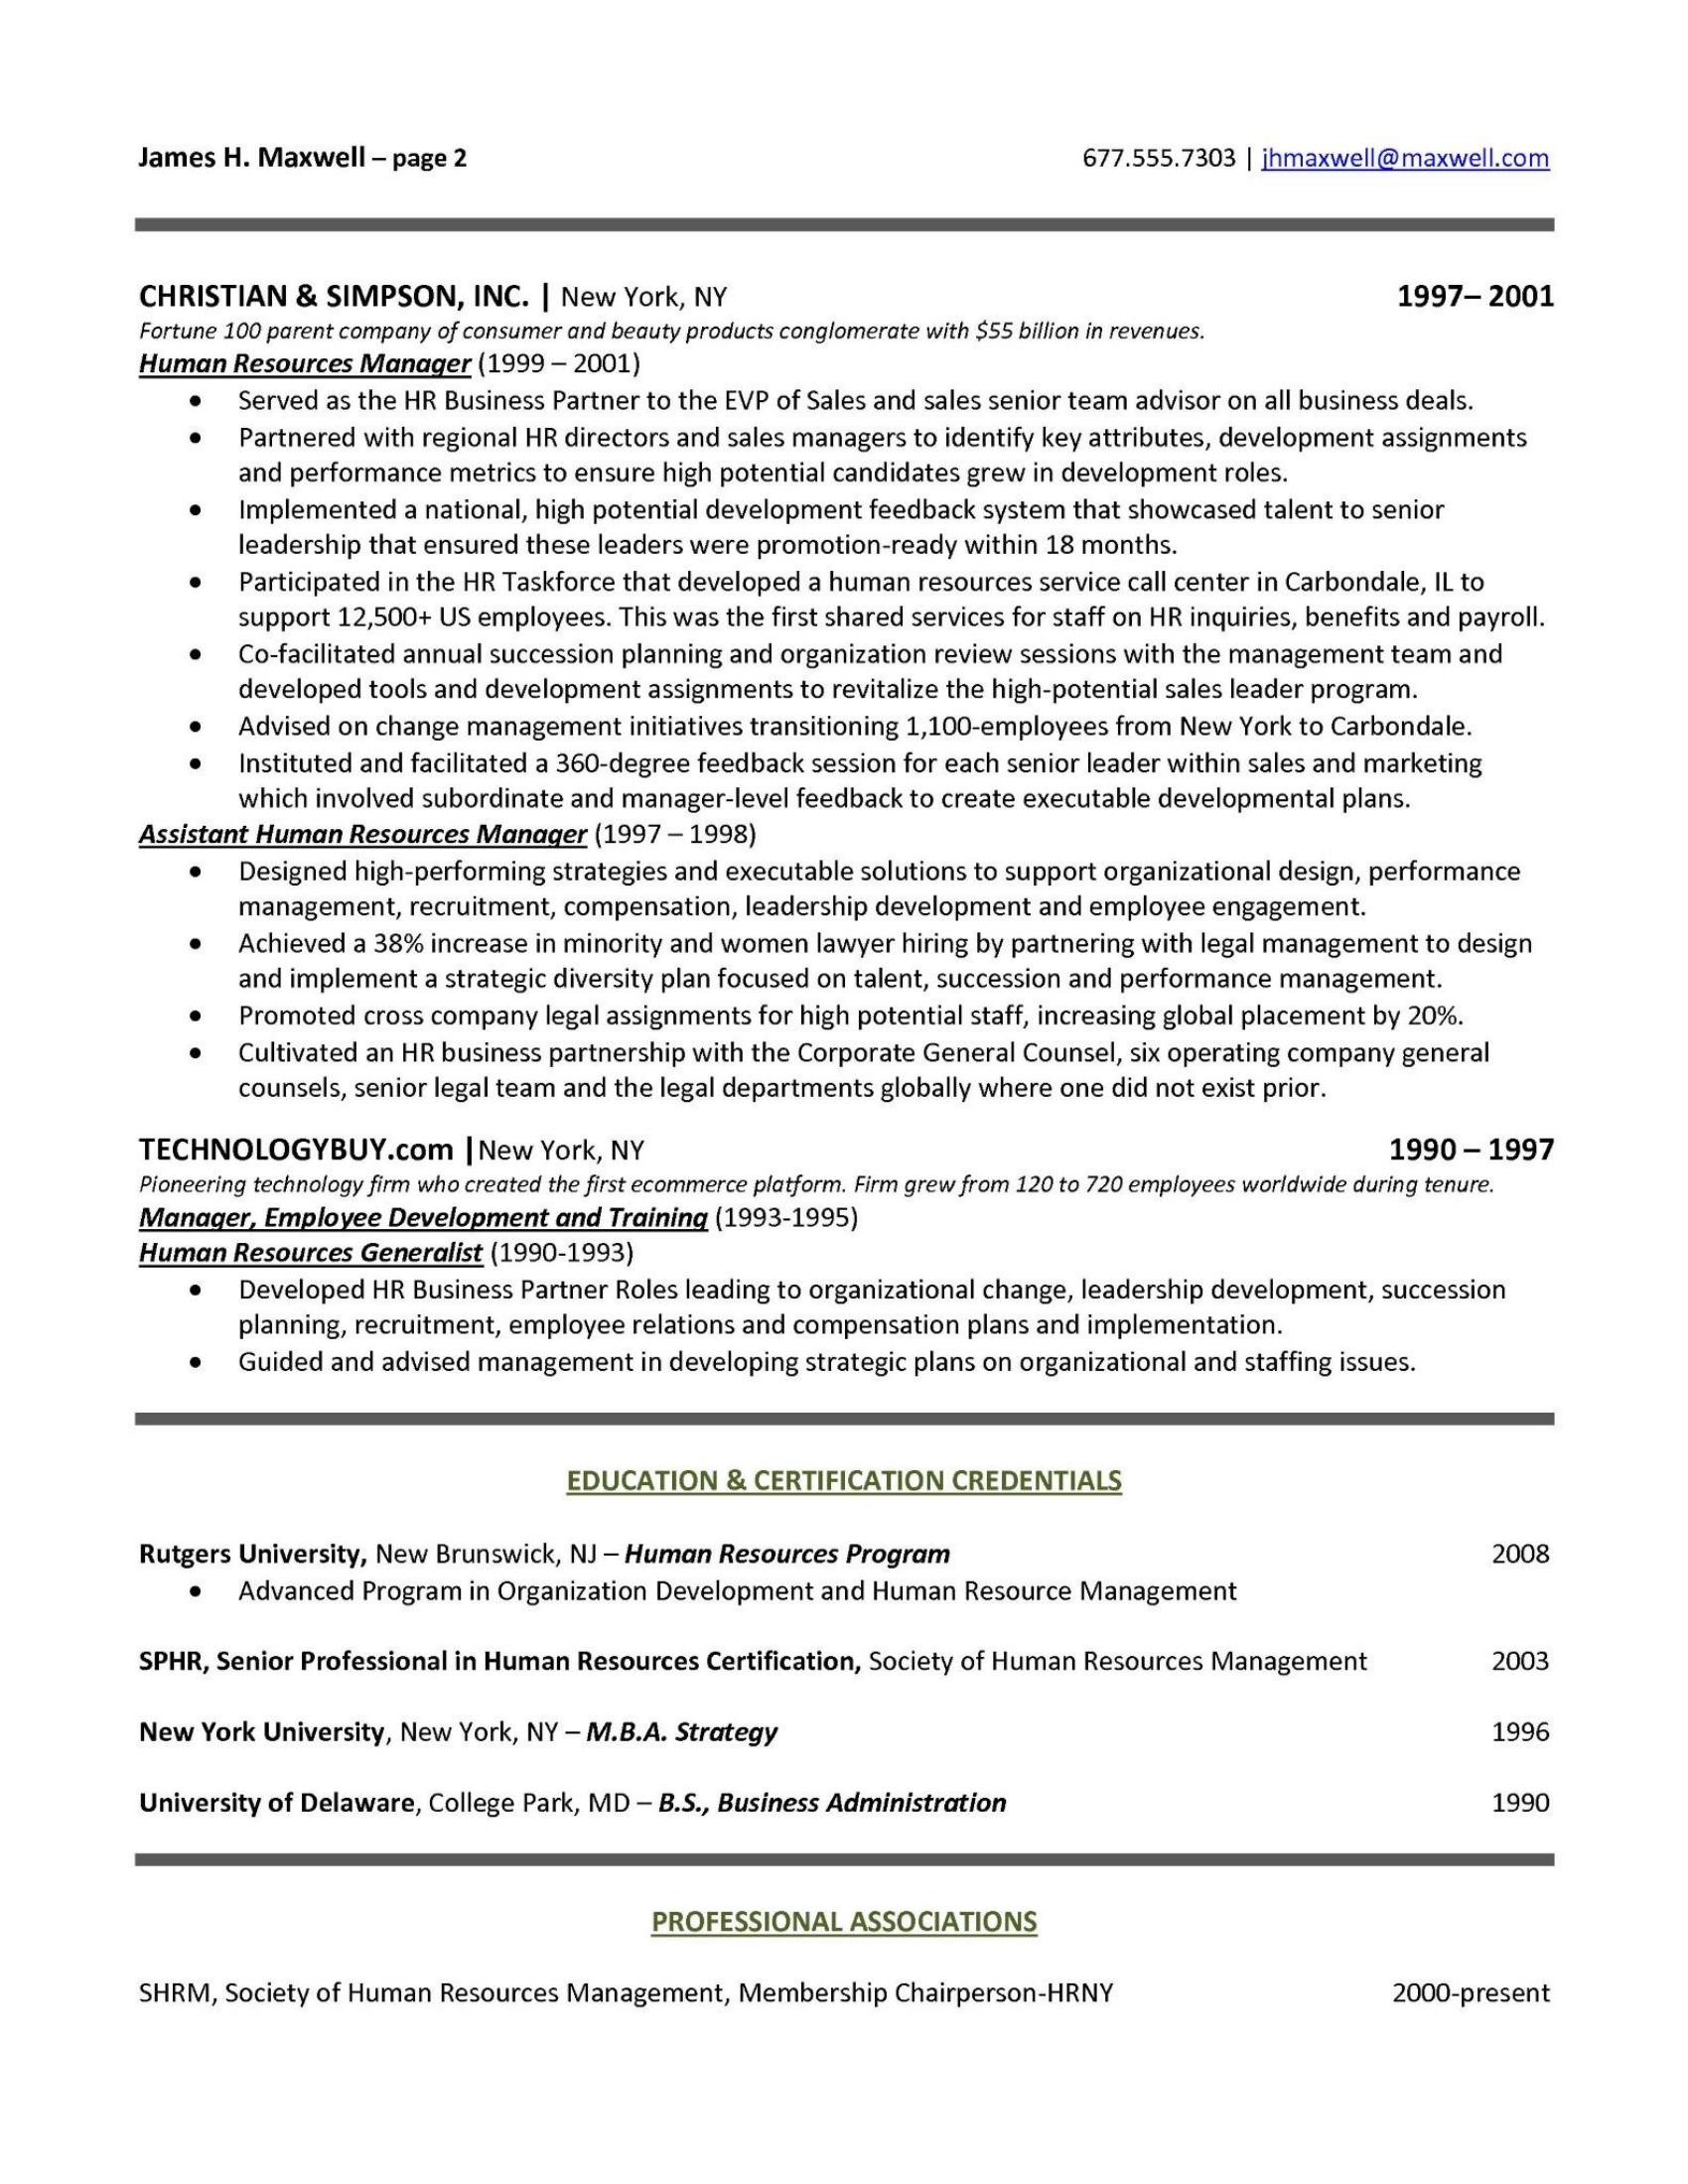 James H. Maxwell – page 2 677.555.7303 | jhmaxwell@maxwell.com
CHRISTIAN & SIMPSON, INC. | New York, NY 1997– 2001
Fortune 100 parent company of consumer and beauty products conglomerate with $55 billion in revenues.
Human Resources Manager (1999 – 2001)
• Served as the HR Business Partner to the EVP of Sales and sales senior team advisor on all business deals.
• Partnered with regional HR directors and sales managers to identify key attributes, development assignments
and performance metrics to ensure high potential candidates grew in development roles.
• Implemented a national, high potential development feedback system that showcased talent to senior
leadership that ensured these leaders were promotion-ready within 18 months.
• Participated in the HR Taskforce that developed a human resources service call center in Carbondale, IL to
support 12,500+ US employees. This was the first shared services for staff on HR inquiries, benefits and payroll.
• Co-facilitated annual succession planning and organization review sessions with the management team and
developed tools and development assignments to revitalize the high-potential sales leader program.
• Advised on change management initiatives transitioning 1,100-employees from New York to Carbondale.
• Instituted and facilitated a 360-degree feedback session for each senior leader within sales and marketing
which involved subordinate and manager-level feedback to create executable developmental plans.
Assistant Human Resources Manager (1997 – 1998)
• Designed high-performing strategies and executable solutions to support organizational design, performance
management, recruitment, compensation, leadership development and employee engagement.
• Achieved a 38% increase in minority and women lawyer hiring by partnering with legal management to design
and implement a strategic diversity plan focused on talent, succession and performance management.
• Promoted cross company legal assignments for high potential staff, increasing global placement by 20%.
• Cultivated an HR business partnership with the Corporate General Counsel, six operating company general
counsels, senior legal team and the legal departments globally where one did not exist prior.
TECHNOLOGYBUY.com |New York, NY 1990 – 1997
Pioneering technology firm who created the first ecommerce platform. Firm grew from 120 to 720 employees worldwide during tenure.
Manager, Employee Development and Training (1993-1995)
Human Resources Generalist (1990-1993)
• Developed HR Business Partner Roles leading to organizational change, leadership development, succession
planning, recruitment, employee relations and compensation plans and implementation.
• Guided and advised management in developing strategic plans on organizational and staffing issues.
EDUCATION & CERTIFICATION CREDENTIALS
Rutgers University, New Brunswick, NJ – Human Resources Program 2008
• Advanced Program in Organization Development and Human Resource Management
SPHR, Senior Professional in Human Resources Certification, Society of Human Resources Management 2003
New York University, New York, NY – M.B.A. Strategy 1996
University of Delaware, College Park, MD – B.S., Business Administration 1990
PROFESSIONAL ASSOCIATIONS
SHRM, Society of Human Resources Management, Membership Chairperson-HRNY 2000-present